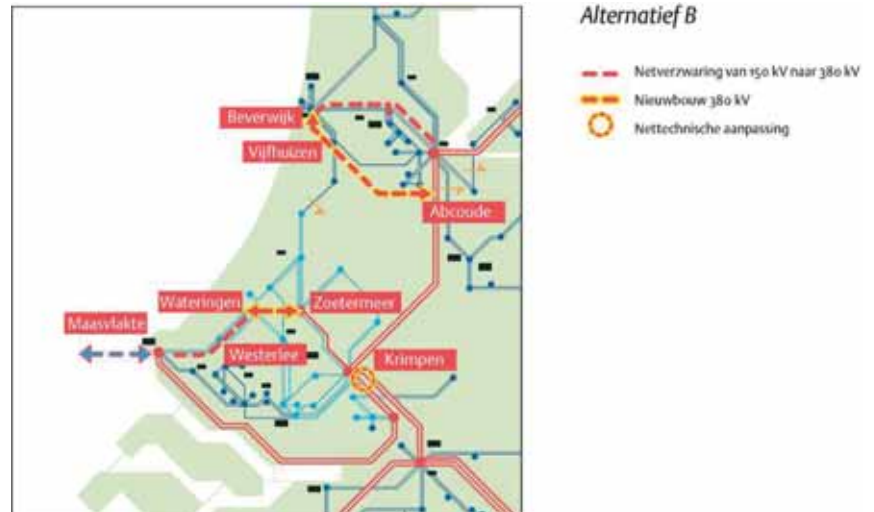 Alternatief B
Netverzwaring van 150 kV naar 380 kV
Nieuwbouw 380 kV
Nettechnische aanpassing
Beverwijk
Vijfhuizen
Abcoude
Wateringen
Zoetermeer
Maasvlakte
Westerlee
Krimpen